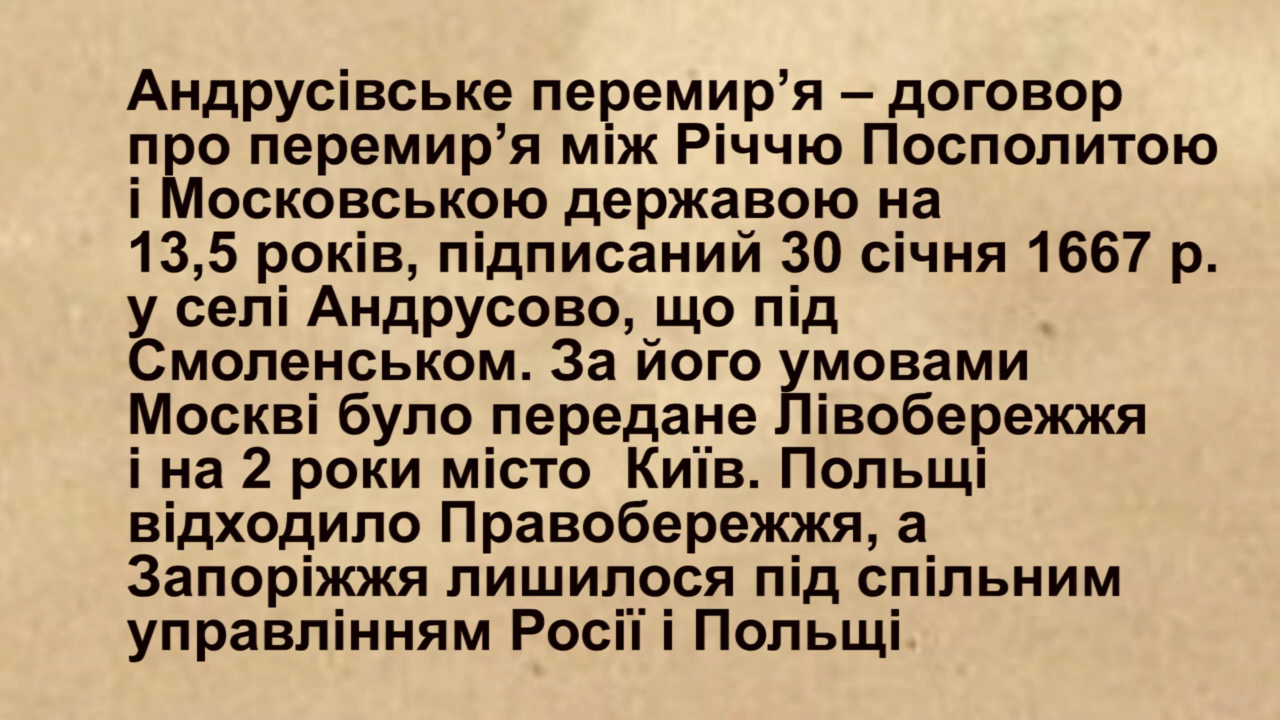 Андрусівське перемир’я – договор
про перемир’я між Річчю Посполитою
і Московською державою на
13,5 років, підписаний 30 січня 1667 р.
у селі Андрусово, що під
Смоленськом. За його умовами
Москві було передане Лівобережжя
і на 2 роки місто  Київ. Польщі
відходило Правобережжя, а
Запоріжжя лишилося під спільним
управлінням Росії і Польщі